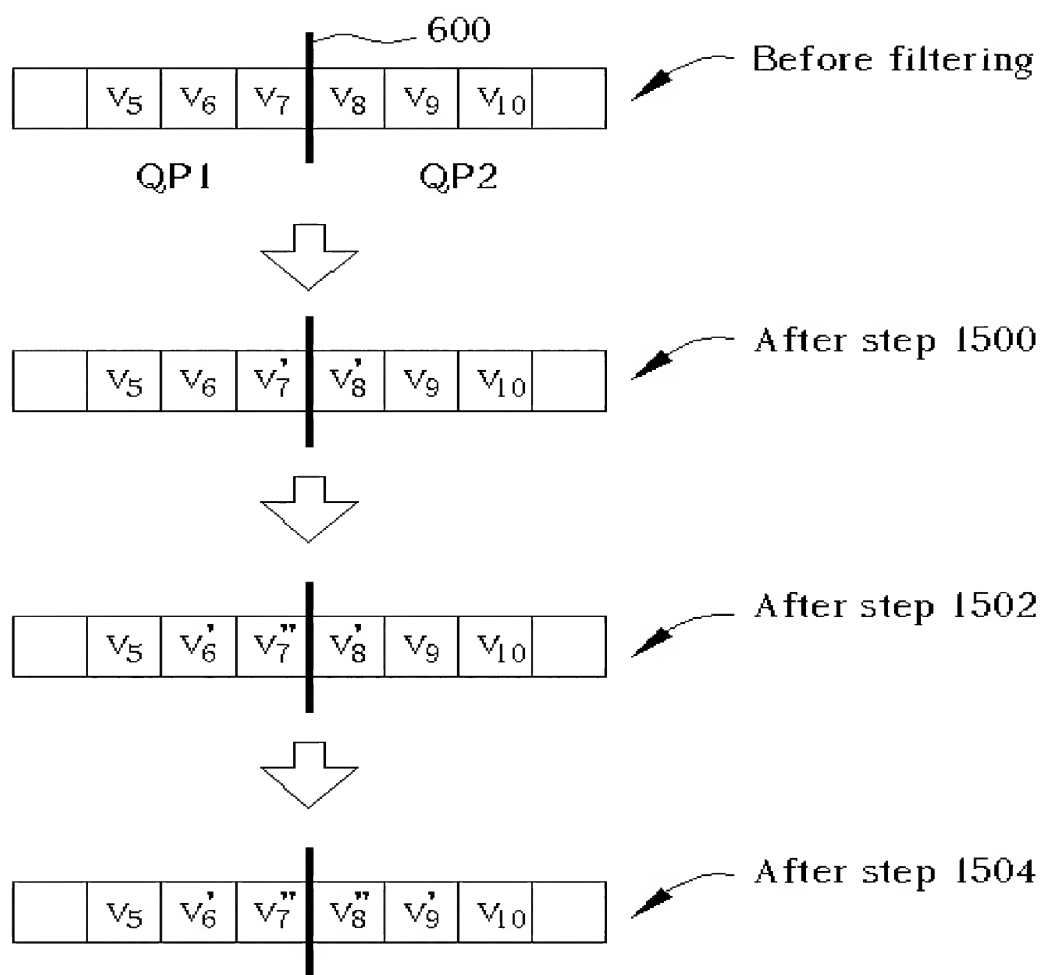 600
Before filtering
V5 V6 V7 V8 V9 V10
QP1 QP2
After step 1500
V5 V6 V7' V8' V9 V10
After step 1502
V5 V6' V7" V8' V9 V10
After step 1504
V5 V6' V7" V8" V9' V10